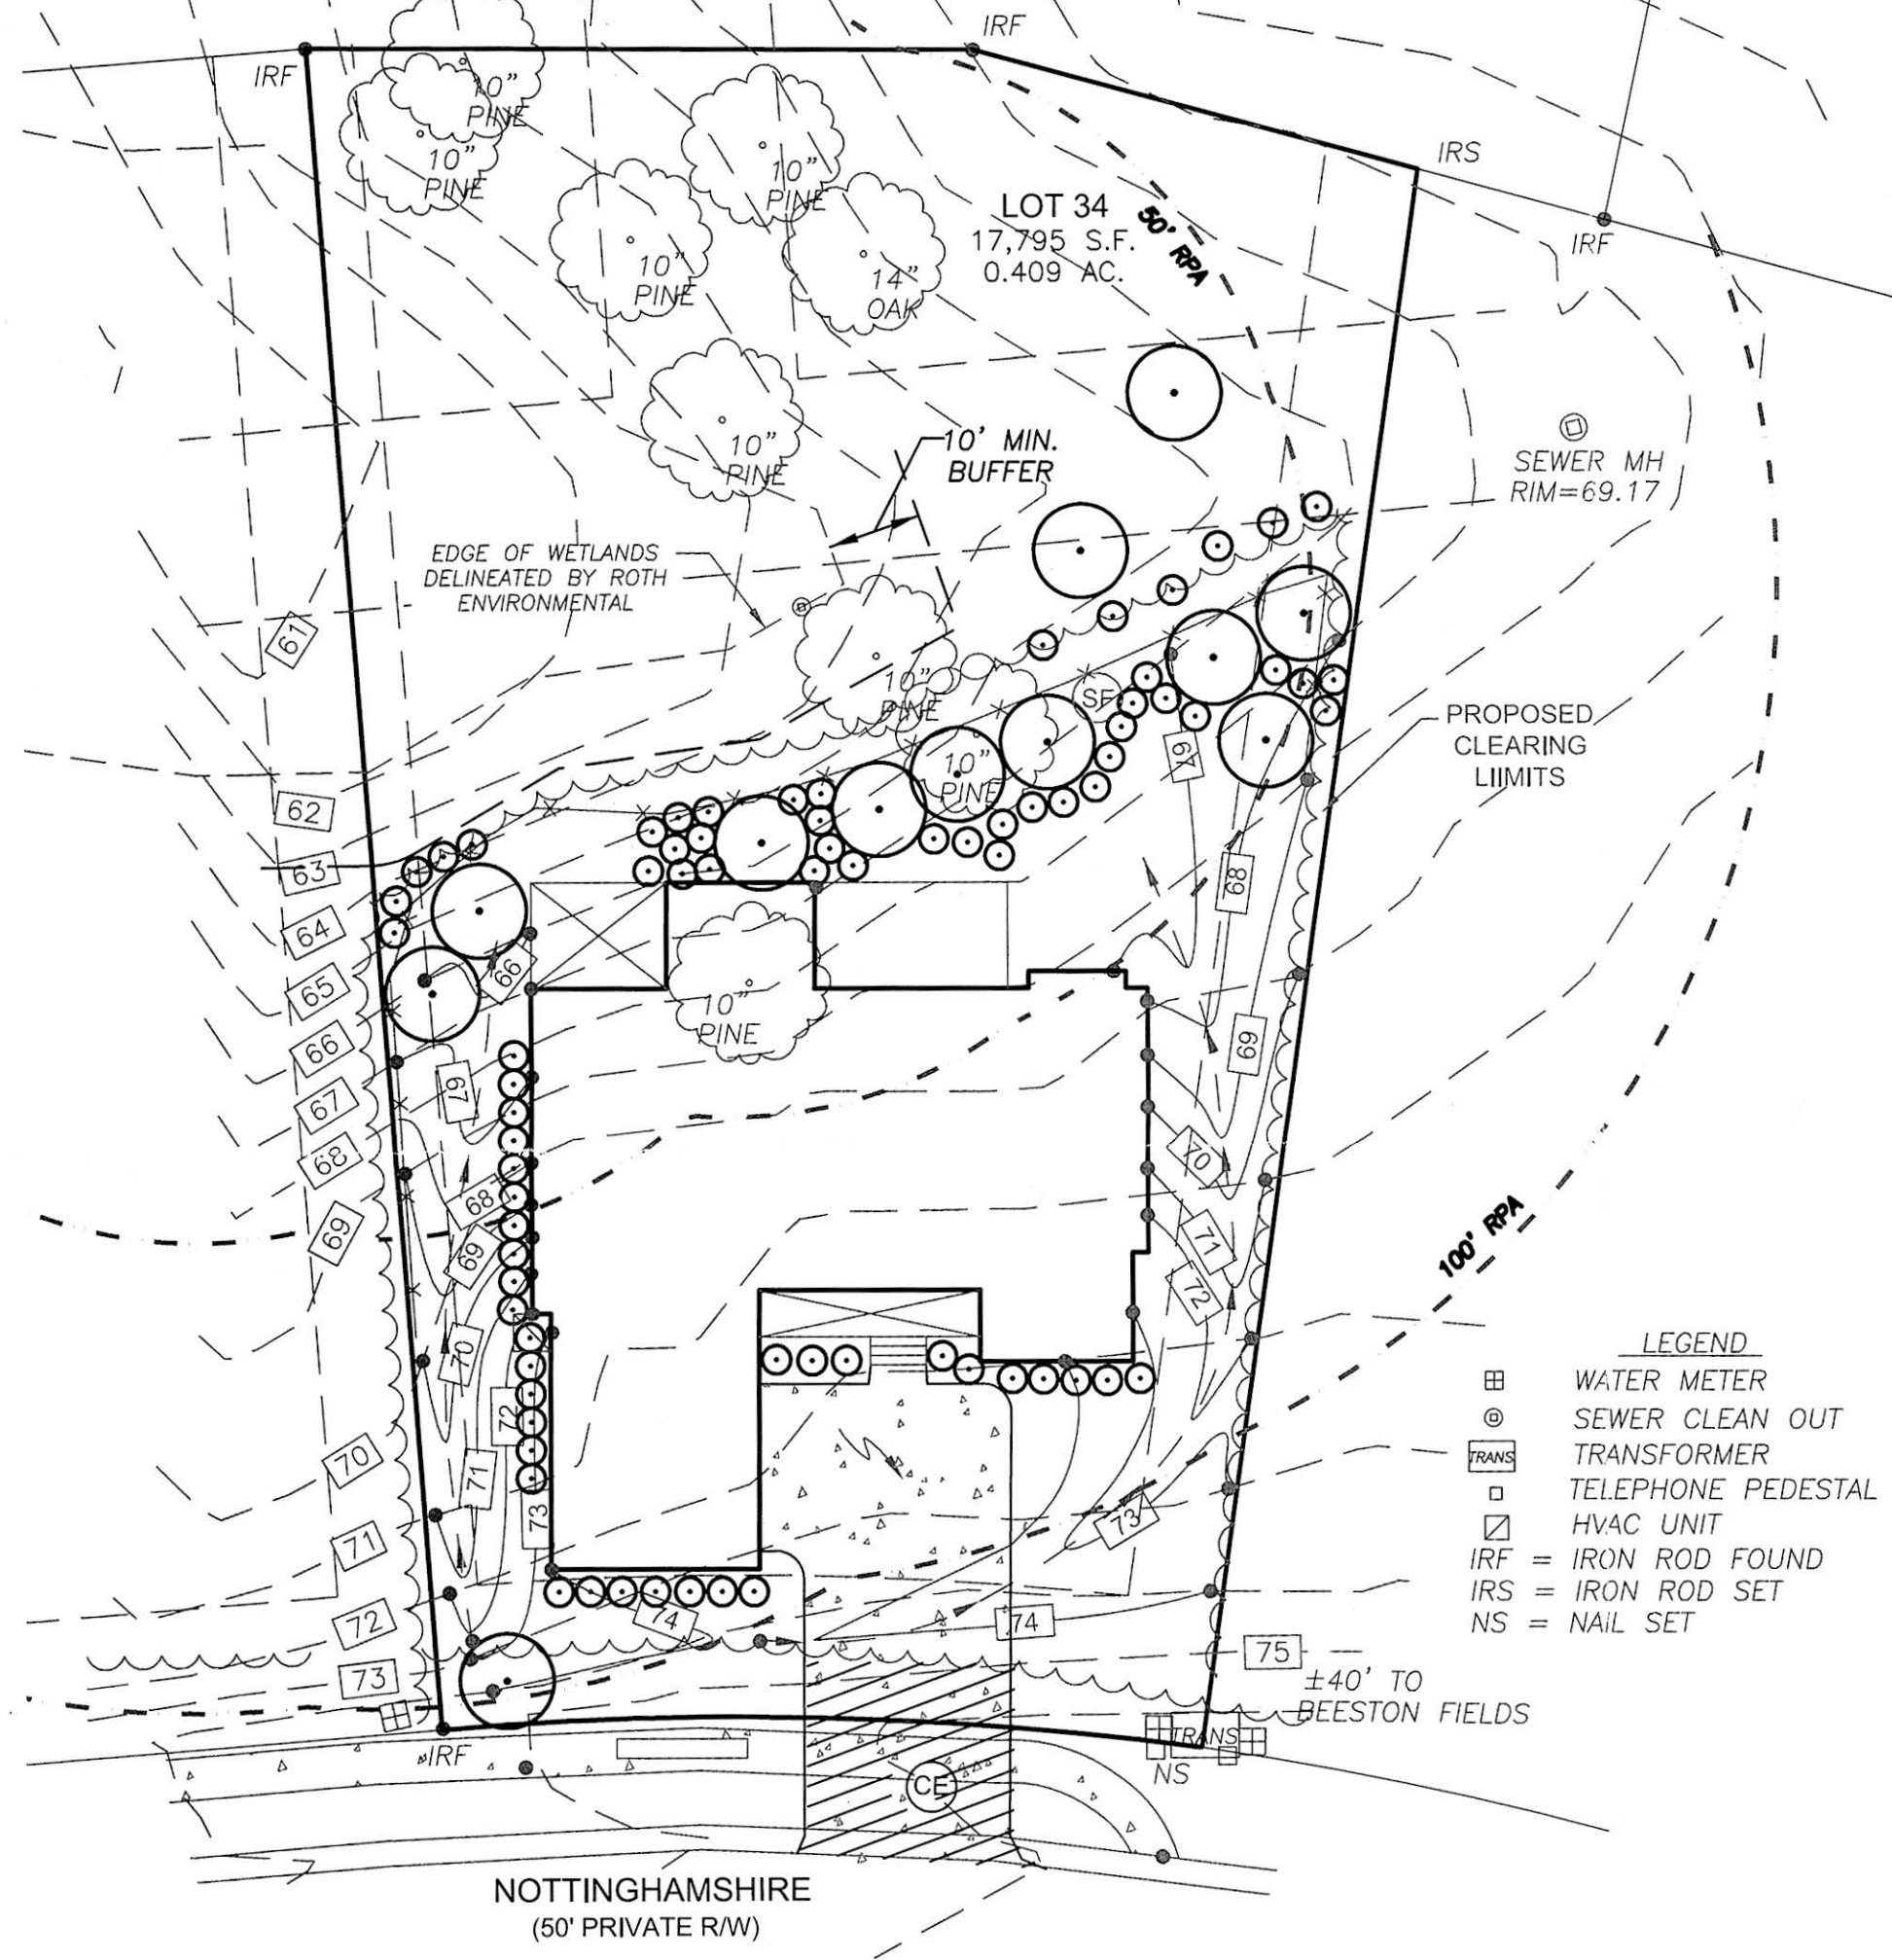 IRF
IRF
10"
PINE
10"
PINE
10"
PINE
IRS
LOT 34
17,795 S.F.
0.409 AC.
50' RPA
IRF
10"
PINE
14"
OAK
10"
PINE
10' MIN.
BUFFER
SEWER MH
RIM=69.17
EDGE OF WETLANDS
DELINEATED BY ROTH
ENVIRONMENTAL
61
10"
PINE
SF
PROPOSED
CLEARING
LIIMITS
67
10"
PINE
62
63
64
65
66
67
68
69
66
68
10"
PINE
69
67
70
68
69
71
72
100' RPA
70
72
71
73
73
70
71
72
73
74
74
75
±40' TO
BEESTON FIELDS
LEGEND
WATER METER
SEWER CLEAN OUT
TRANS TRANSFORMER
TELEPHONE PEDESTAL
HVAC UNIT
IRF = IRON ROD FOUND
IRS = IRON ROD SET
NS = NAIL SET
IRF
TRANS
NS
CE
NOTTINGHAMSHIRE
(50' PRIVATE R/W)